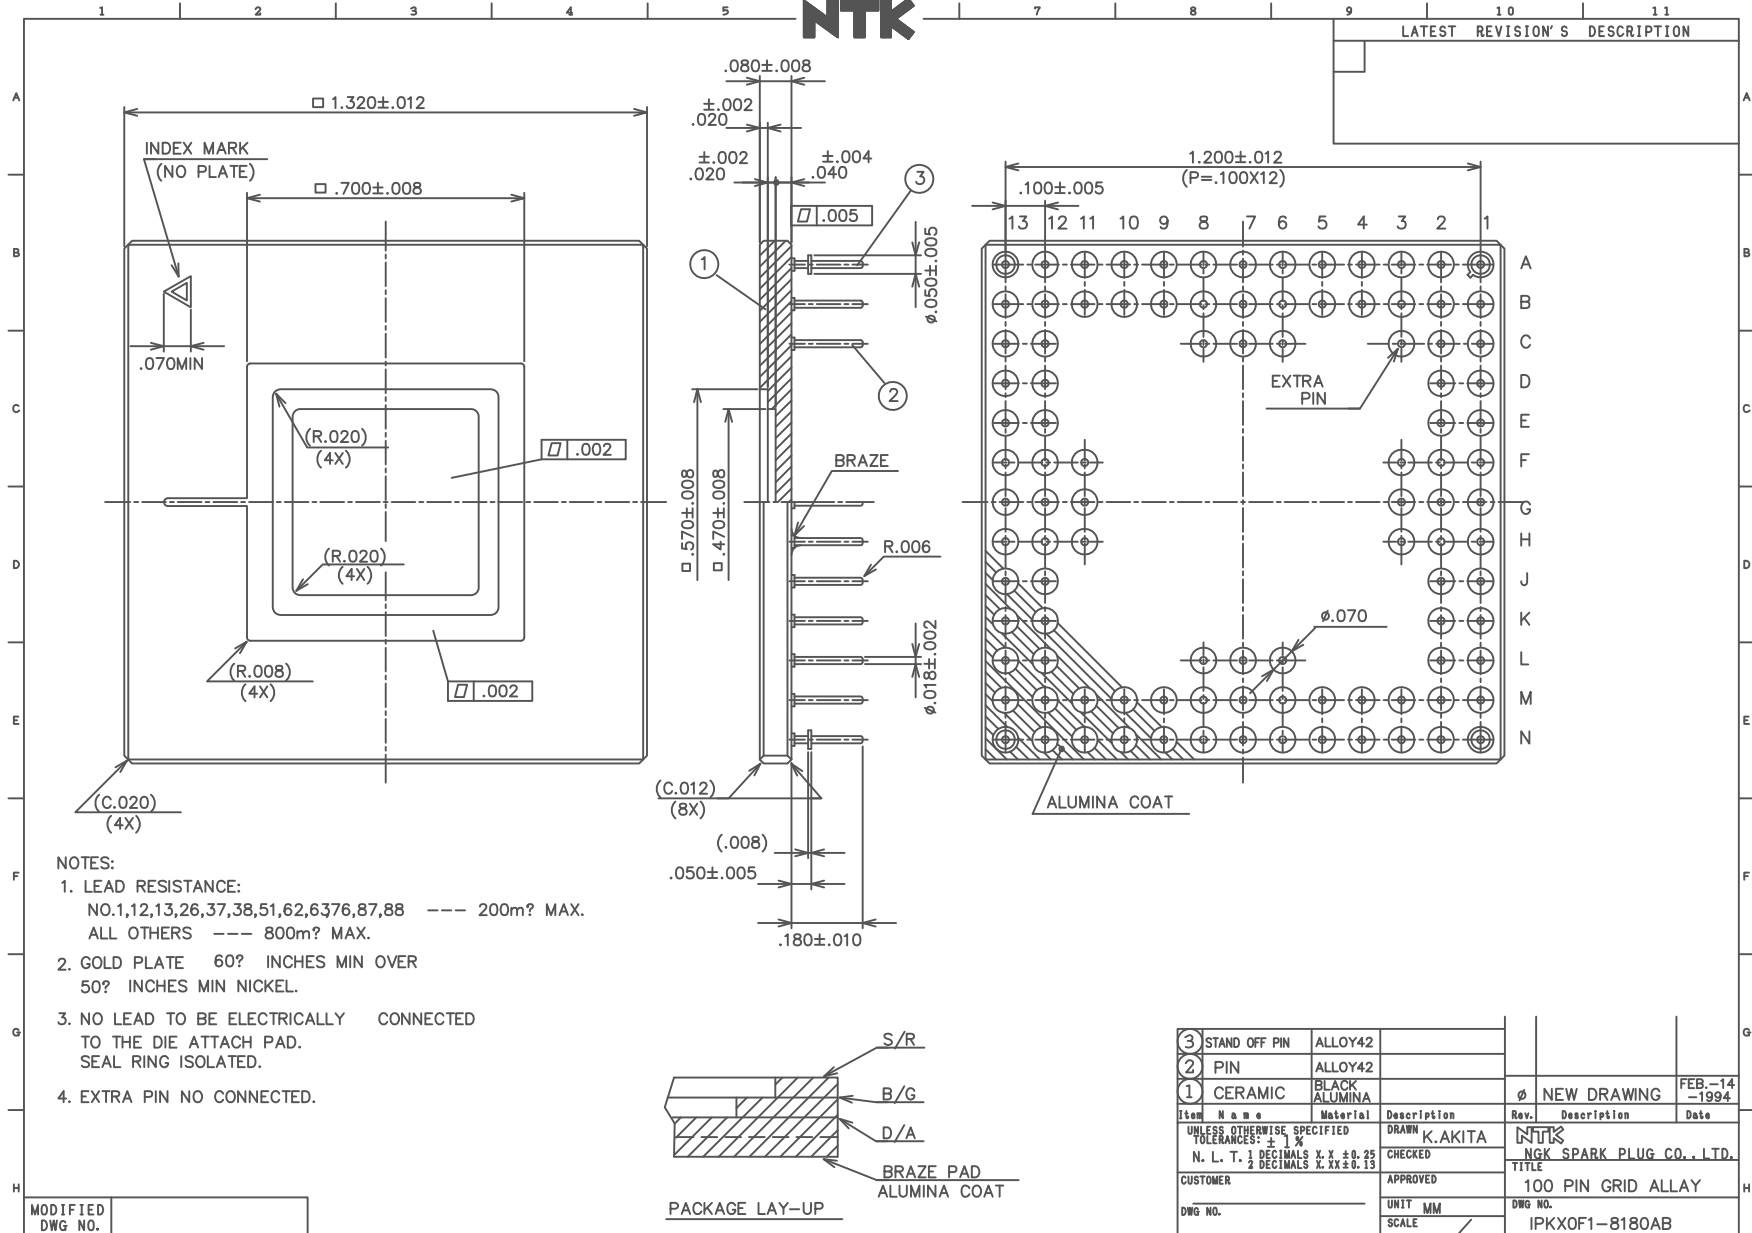 1 2 3 4 5 7 8 9 10 11
NTK
LATEST REVISION'S DESCRIPTION
A
A
B
B
C
C
D
D
E
E
F
F
G
G
H
H
□ 1.320±.012
INDEX MARK
(NO PLATE)
□ .700±.008
.070MIN
(R.020)
(4X)
▱ .002
(R.020)
(4X)
(R.008)
(4X)
▱ .002
(C.020)
(4X)
.080±.008
±.002
.020
±.002
.020
±.004
.040
▱ .005
3
1
2
ø.050±.005
□ .570±.008
□ .470±.008
BRAZE
R.006
ø.018±.002
(C.012)
(8X)
(.008)
.050±.005
.180±.010
1.200±.012
(P=.100X12)
.100±.005
13 12 11 10 9 8 7 6 5 4 3 2 1
A
B
C
D
E
F
G
H
J
K
L
M
N
EXTRA
PIN
ø.070
ALUMINA COAT
NOTES:
1. LEAD RESISTANCE:
NO.1,12,13,26,37,38,51,62,6376,87,88 --- 200m? MAX.
ALL OTHERS --- 800m? MAX.
2. GOLD PLATE 60? INCHES MIN OVER
50? INCHES MIN NICKEL.
3. NO LEAD TO BE ELECTRICALLY CONNECTED
TO THE DIE ATTACH PAD.
SEAL RING ISOLATED.
4. EXTRA PIN NO CONNECTED.
S/R
B/G
D/A
BRAZE PAD
ALUMINA COAT
PACKAGE LAY-UP
MODIFIED
DWG NO.
3 STAND OFF PIN ALLOY42
2 PIN ALLOY42
1 CERAMIC BLACK ALUMINA
Item Name Material Description
ø NEW DRAWING FEB.-14 -1994
Rev. Description Date
UNLESS OTHERWISE SPECIFIED
TOLERANCES: ± 1 %
N. L. T. 1 DECIMALS X.X ±0.25
2 DECIMALS X.XX±0.13
CUSTOMER
DWG NO.
DRAWN K.AKITA
CHECKED
APPROVED
UNIT MM
SCALE /
NTK
NGK SPARK PLUG CO., LTD.
TITLE
100 PIN GRID ALLAY
DWG NO.
IPKX0F1-8180AB